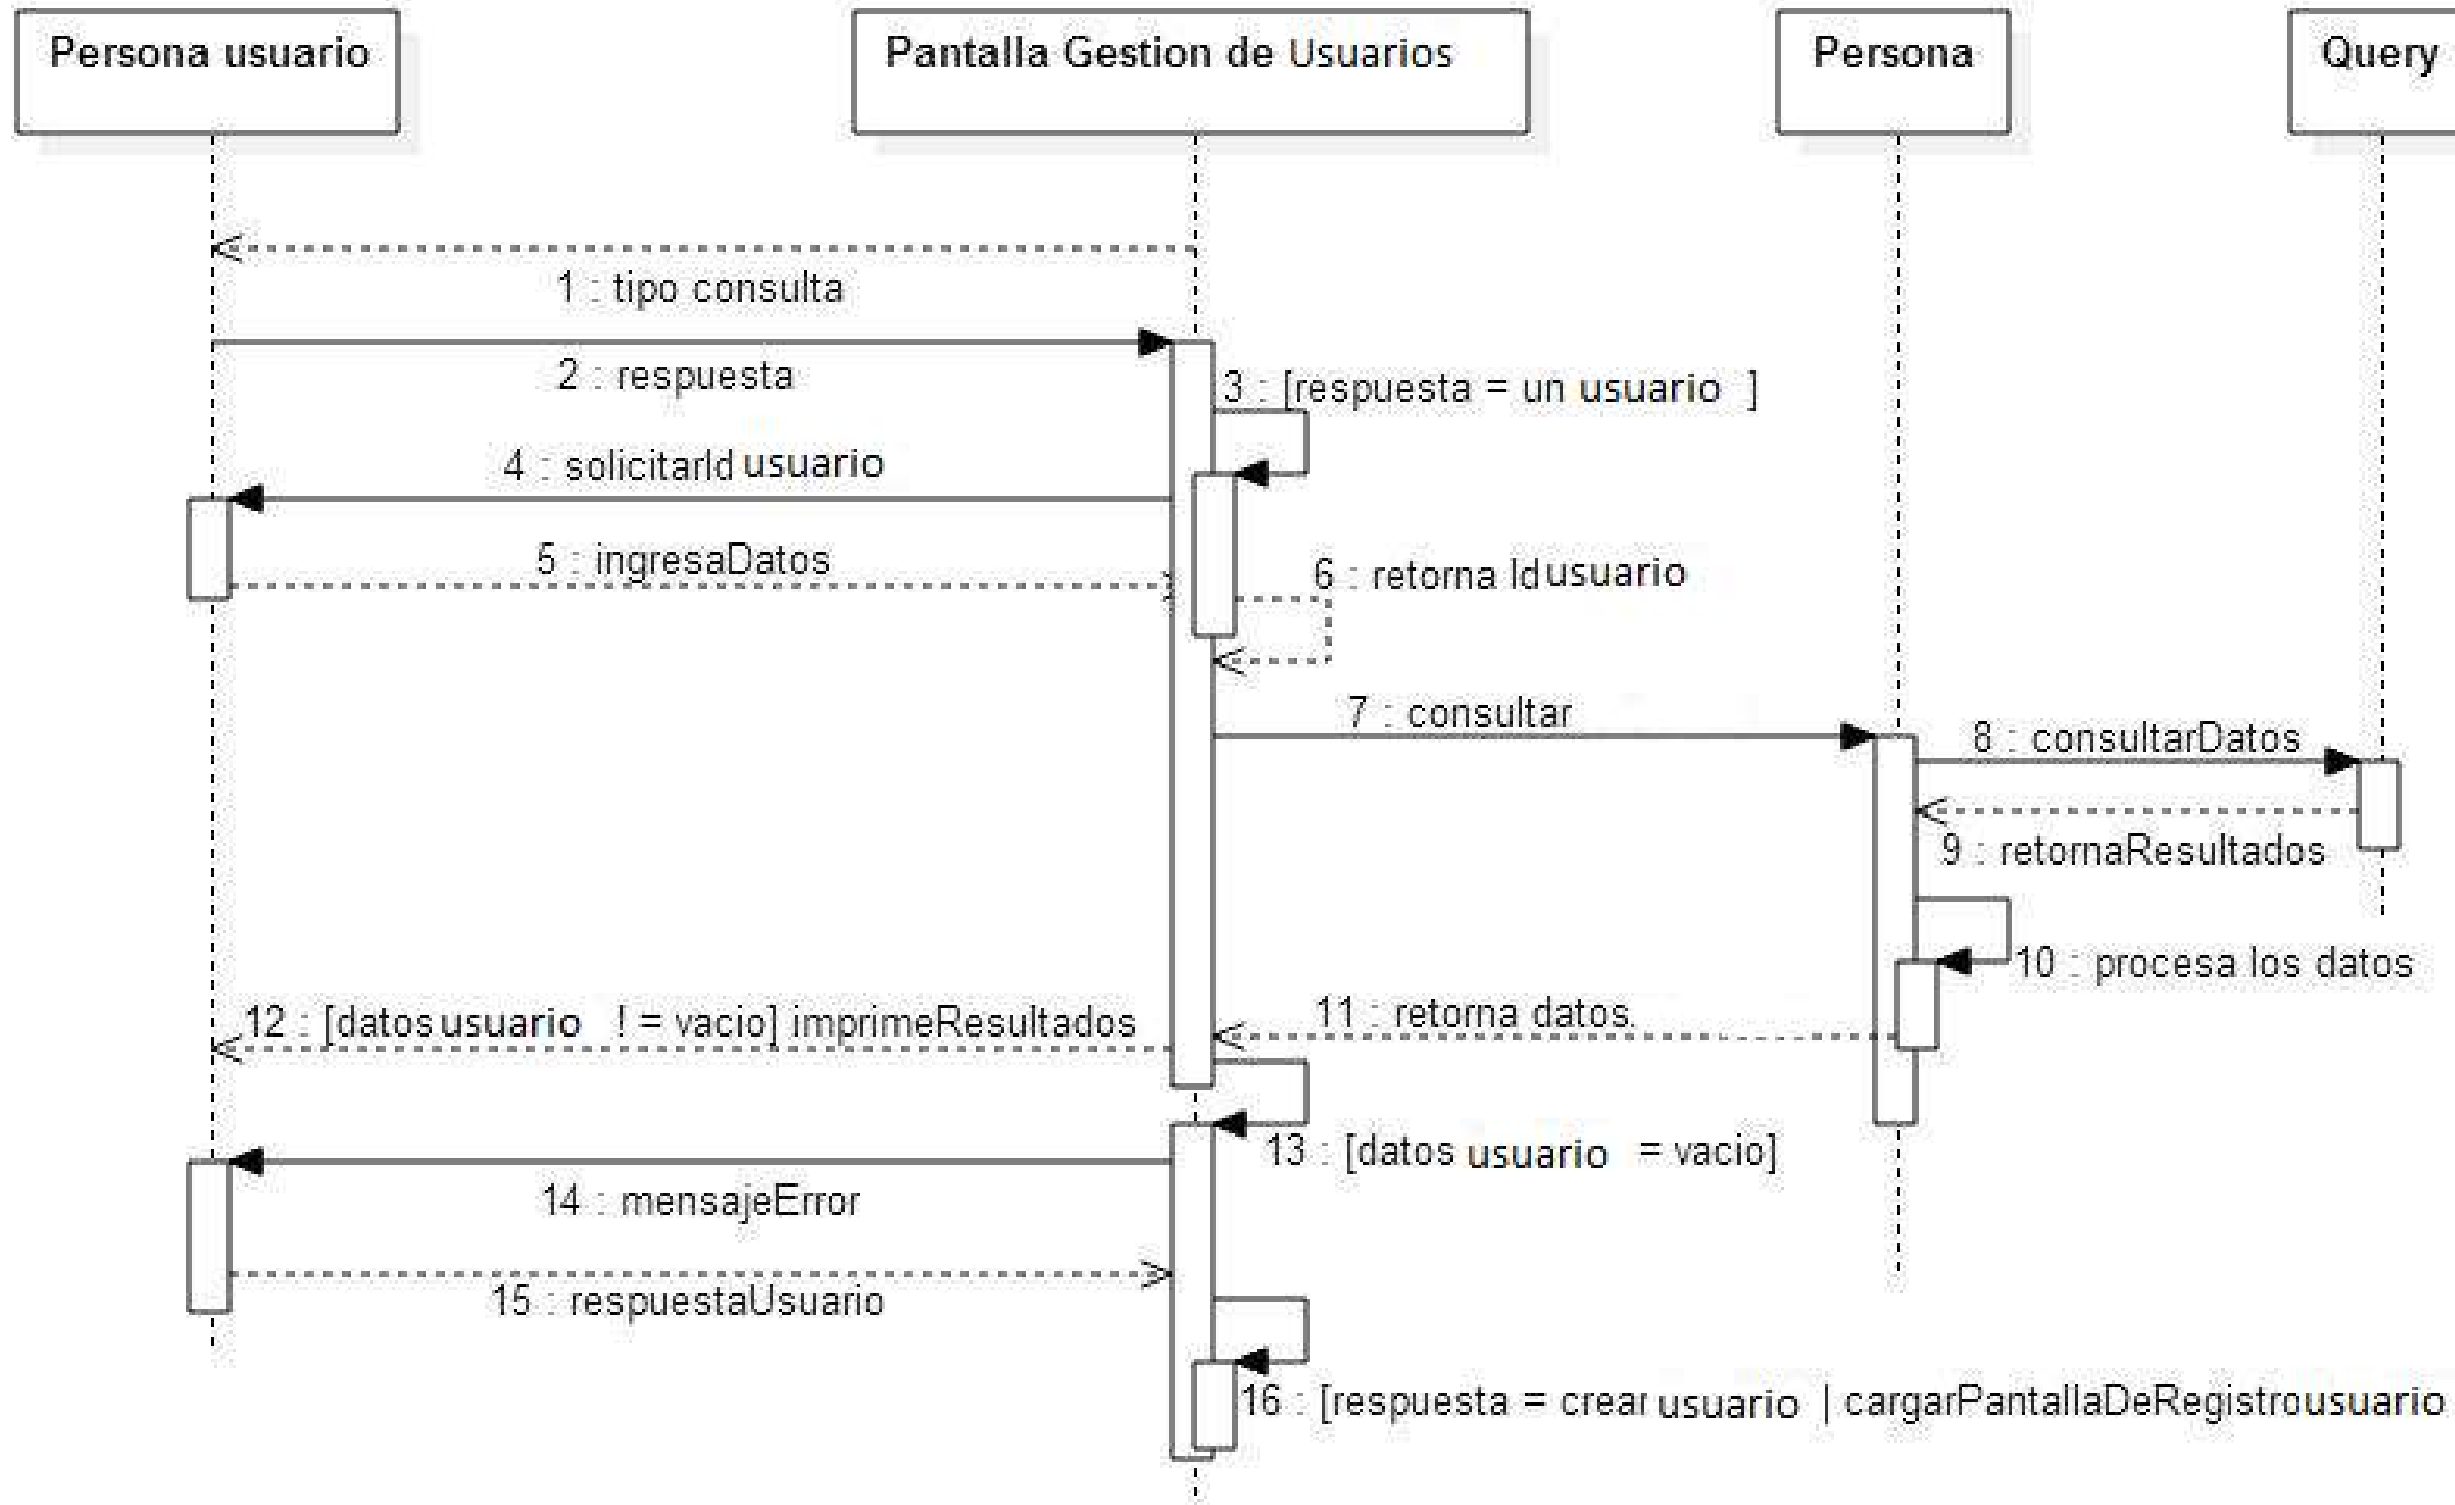 Persona usuario
Pantalla Gestion de Usuarios
Persona
Query
1 : tipo consulta
2 : respuesta
3 : [respuesta = un usuario ]
4 : solicitarId usuario
5 : ingresaDatos
6 : retorna Id usuario
7 : consultar
8 : consultarDatos
9 : retornaResultados
10 : procesa los datos
11 : retorna datos.
12 : [datos usuario ! = vacio] imprimeResultados
13 : [datos usuario = vacio]
14 : mensajeError
15 : respuestaUsuario
16 : [respuesta = crear usuario | cargarPantallaDeRegistrousuario